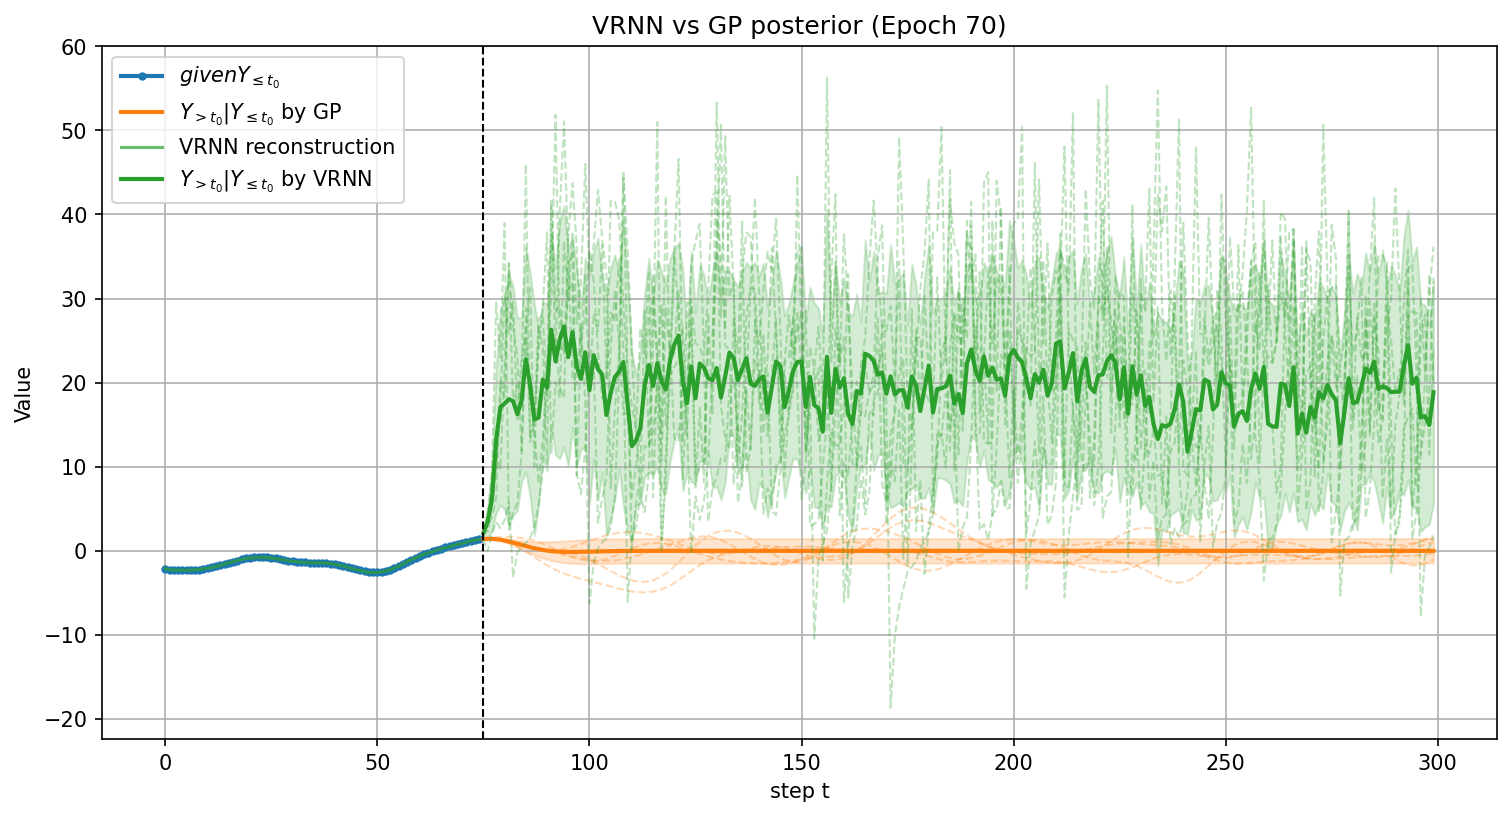 VRNN vs GP posterior (Epoch 70)
givenY≤t₀
Y>t₀|Y≤t₀ by GP
VRNN reconstruction
Y>t₀|Y≤t₀ by VRNN
60
50
40
30
20
10
0
−10
−20
Value
0 50 100 150 200 250 300
step t